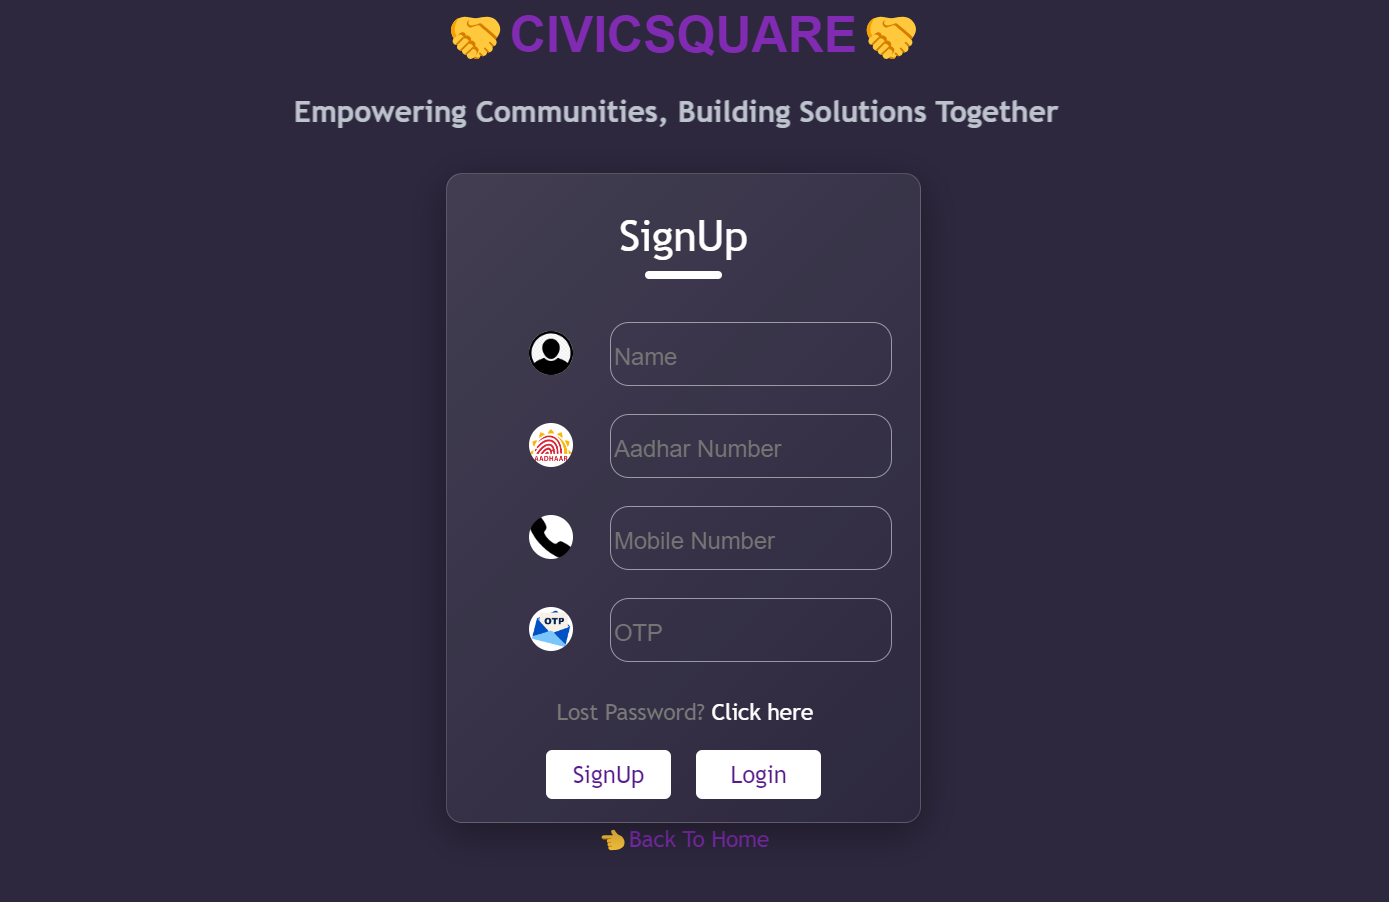 🤝CIVICSQUARE🤝
Empowering Communities, Building Solutions Together
SignUp
Name
AADHAAR
Aadhar Number
Mobile Number
OTP
OTP
Lost Password? Click here
SignUp Login
👈Back To Home